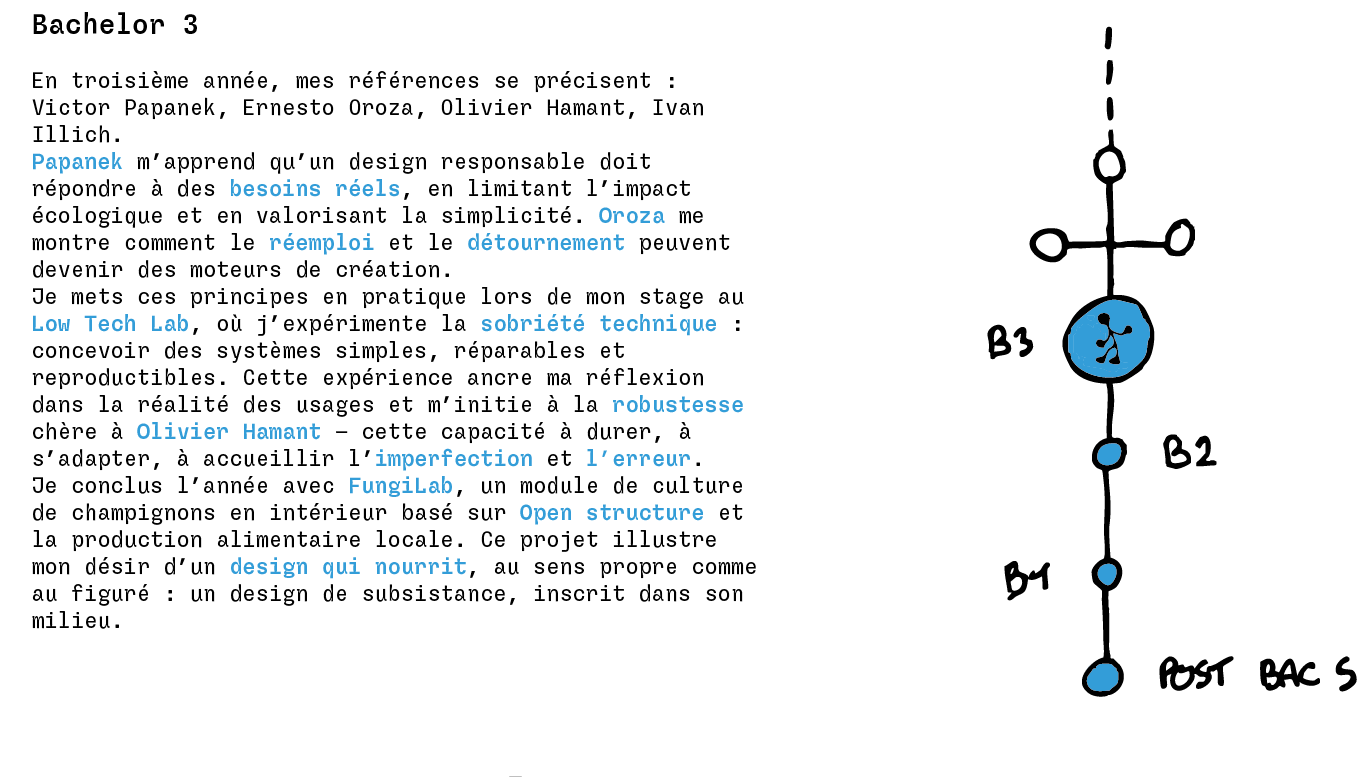 Bachelor 3
En troisième année, mes références se précisent :
Victor Papanek, Ernesto Oroza, Olivier Hamant, Ivan
Illich.
Papanek m’apprend qu’un design responsable doit
répondre à des besoins réels, en limitant l’impact
écologique et en valorisant la simplicité. Oroza me
montre comment le réemploi et le détournement peuvent
devenir des moteurs de création.
Je mets ces principes en pratique lors de mon stage au
Low Tech Lab, où j’expérimente la sobriété technique :
concevoir des systèmes simples, réparables et
reproductibles. Cette expérience ancre ma réflexion
dans la réalité des usages et m’initie à la robustesse
chère à Olivier Hamant — cette capacité à durer, à
s’adapter, à accueillir l’imperfection et l’erreur.
Je conclus l’année avec FungiLab, un module de culture
de champignons en intérieur basé sur Open structure et
la production alimentaire locale. Ce projet illustre
mon désir d’un design qui nourrit, au sens propre comme
au figuré : un design de subsistance, inscrit dans son
milieu.
B3
B2
B1
POST BAC S